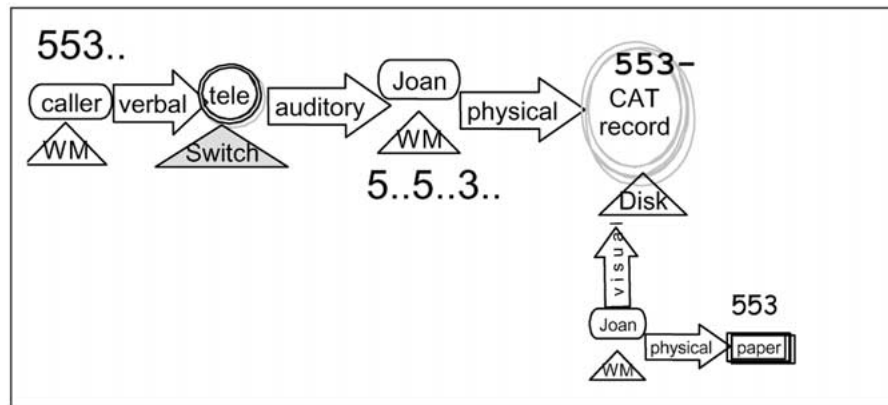 553..
caller
verbal
tele
auditory
Joan
physical
553-
CAT
record
WM
Switch
WM
5..5..3..
Disk
visual
Joan
WM
physical
553
paper